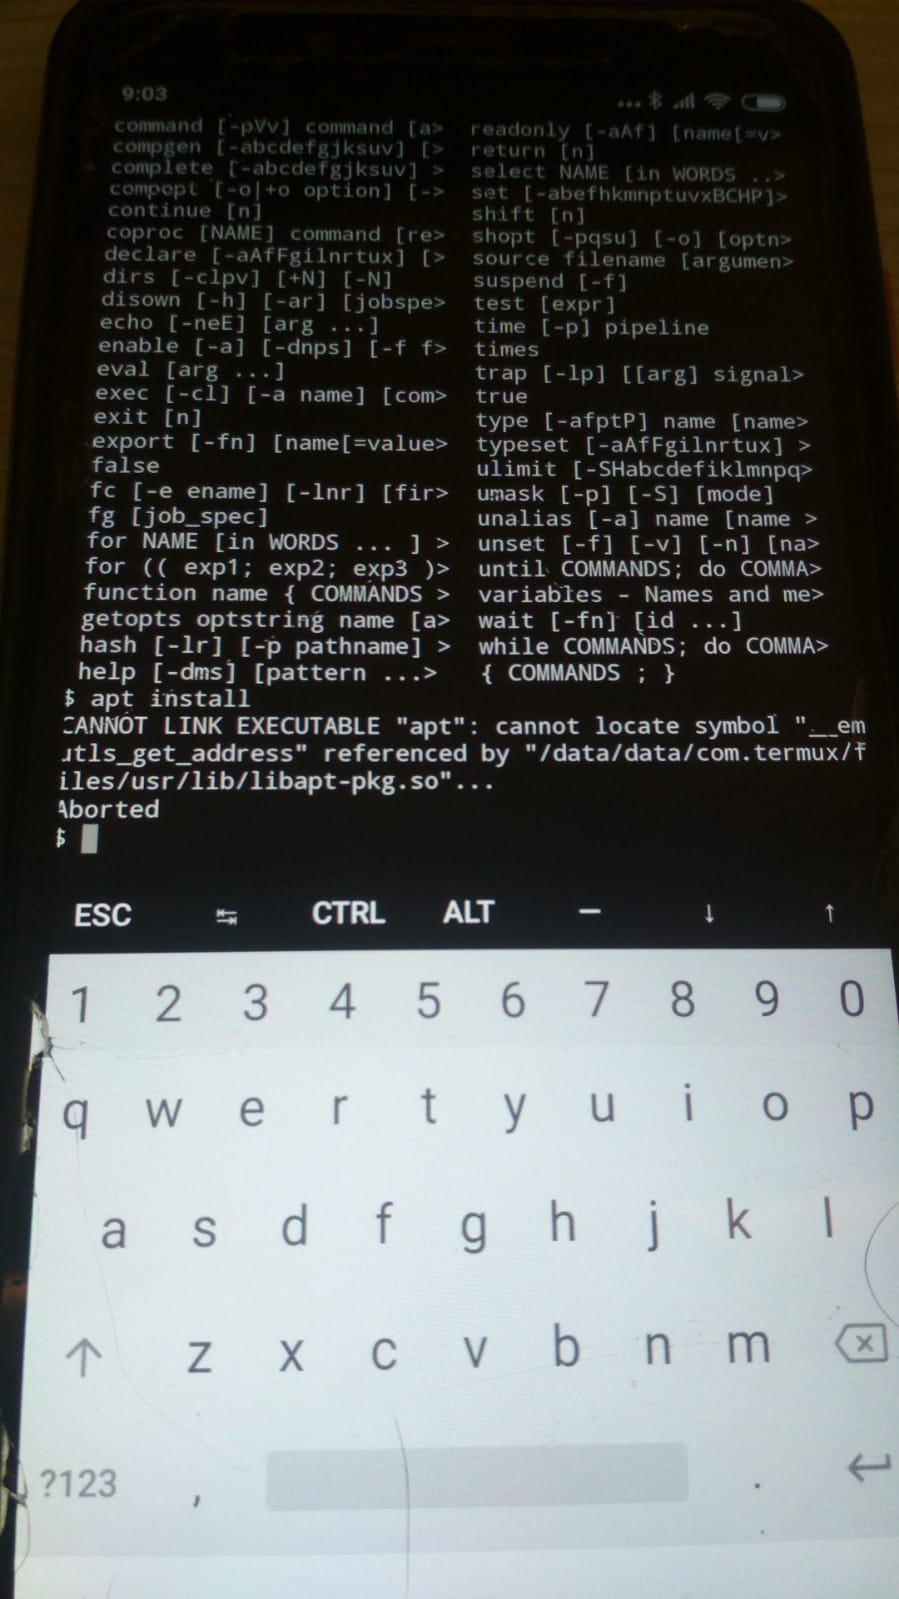 9:03
command [-pVv] command [a> readonly [-aAf] [name[=v>
compgen [-abcdefgjksuv] [> return [n]
complete [-abcdefgjksuv] > select NAME [in WORDS ..>
compopt [-o|+o option] [-> set [-abefhkmnptuvxBCHP]>
continue [n] shift [n]
coproc [NAME] command [re> shopt [-pqsu] [-o] [optn>
declare [-aAfFgilnrtux] [> source filename [argumen>
dirs [-clpv] [+N] [-N] suspend [-f]
disown [-h] [-ar] [jobspe> test [expr]
echo [-neE] [arg ...] time [-p] pipeline
enable [-a] [-dnps] [-f f> times
eval [arg ...] trap [-lp] [[arg] signal>
exec [-cl] [-a name] [com> true
exit [n] type [-afptP] name [name>
export [-fn] [name[=value> typeset [-aAfFgilnrtux] >
false ulimit [-SHabcdefiklmnpq>
fc [-e ename] [-lnr] [fir> umask [-p] [-S] [mode]
fg [job_spec] unalias [-a] name [name >
for NAME [in WORDS ... ] > unset [-f] [-v] [-n] [na>
for (( exp1; exp2; exp3 )> until COMMANDS; do COMMA>
function name { COMMANDS > variables - Names and me>
getopts optstring name [a> wait [-fn] [id ...]
hash [-lr] [-p pathname] > while COMMANDS; do COMMA>
help [-dms] [pattern ...> { COMMANDS ; }
$ apt install
CANNOT LINK EXECUTABLE "apt": cannot locate symbol "__em
utls_get_address" referenced by "/data/data/com.termux/f
iles/usr/lib/libapt-pkg.so"...
Aborted
$
ESC ↹ CTRL ALT — ↓ ↑
1 2 3 4 5 6 7 8 9 0
q w e r t y u i o p
a s d f g h j k l
z x c v b n m
?123 , .